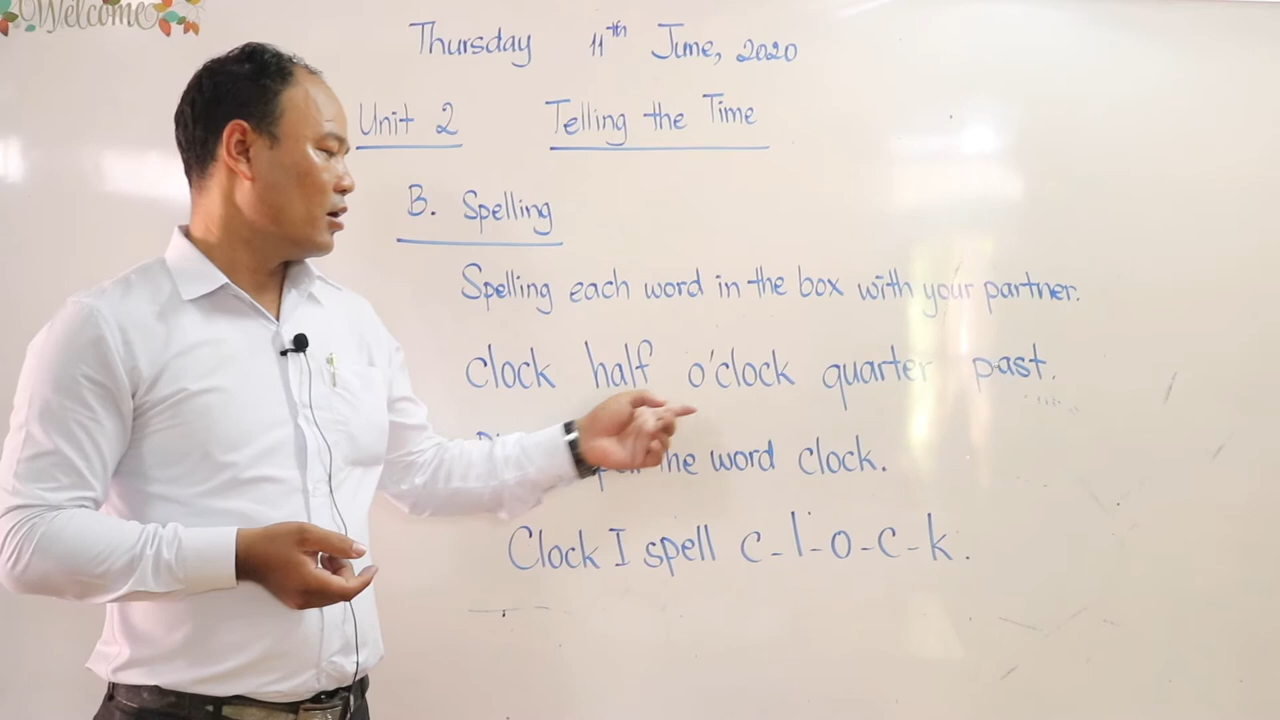 Welcome
Thursday 11th June, 2020
Unit 2 Telling the Time
B. Spelling
Spelling each word in the box with your partner.
clock half o'clock quarter past.
word clock.
Clock I spell c-l-o-c-k.